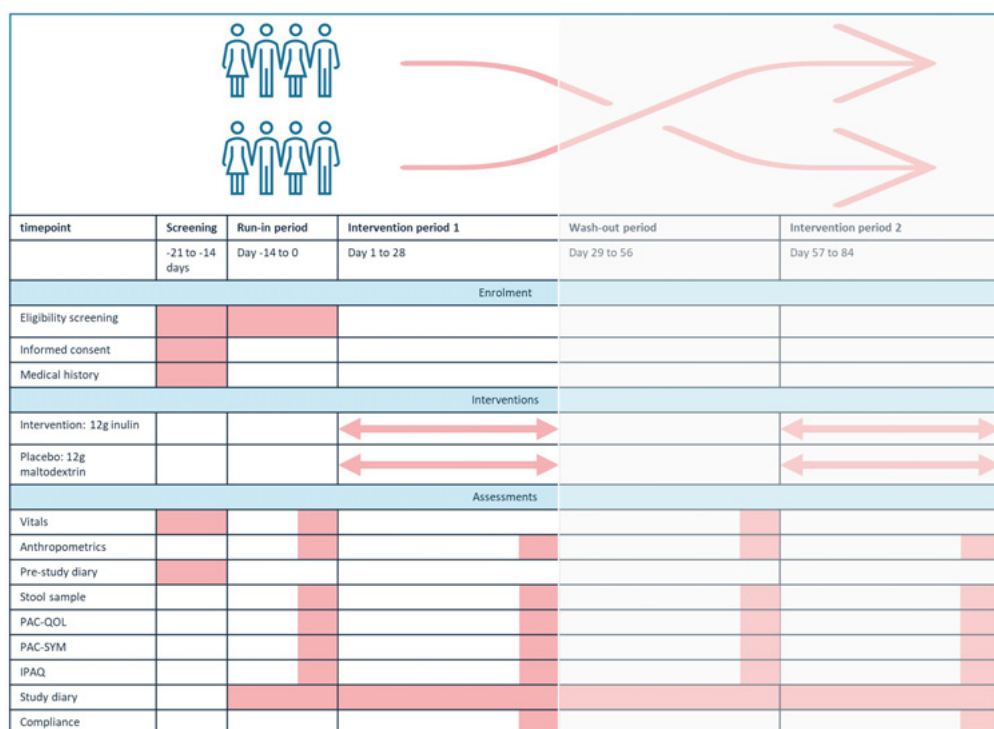 timepoint Screening Run-in period Intervention period 1 Wash-out period Intervention period 2
-21 to -14 days Day -14 to 0 Day 1 to 28 Day 29 to 56 Day 57 to 84
Enrolment
Eligibility screening
Informed consent
Medical history
Interventions
Intervention: 12g inulin
Placebo: 12g
maltodextrin
Assessments
Vitals
Anthropometrics
Pre-study diary
Stool sample
PAC-QOL
PAC-SYM
IPAQ
Study diary
Compliance